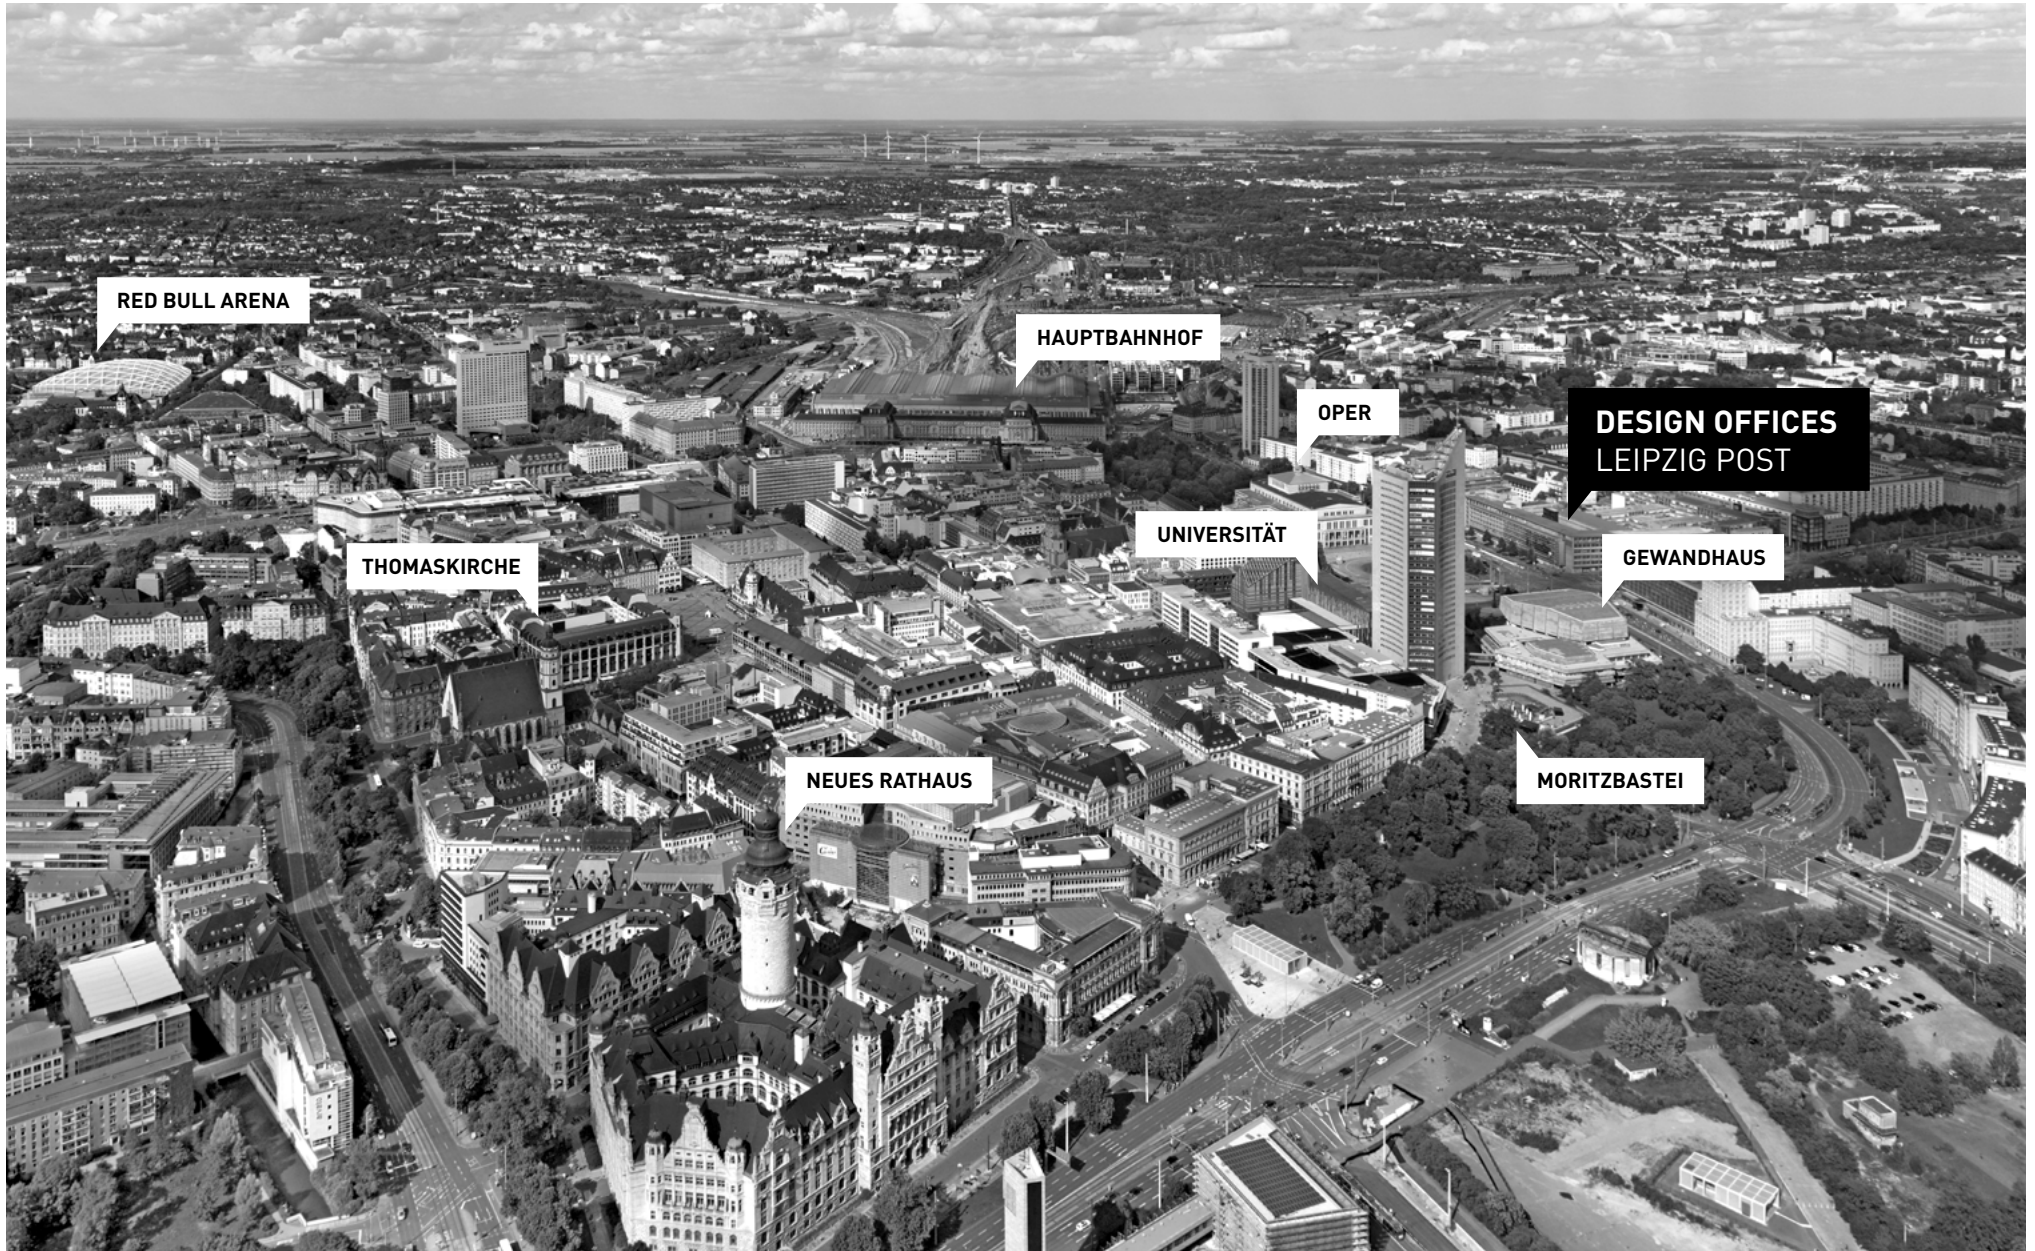 RED BULL ARENA
HAUPTBAHNHOF
OPER
DESIGN OFFICES
LEIPZIG POST
UNIVERSITÄT
GEWANDHAUS
THOMASKIRCHE
NEUES RATHAUS
MORITZBASTEI